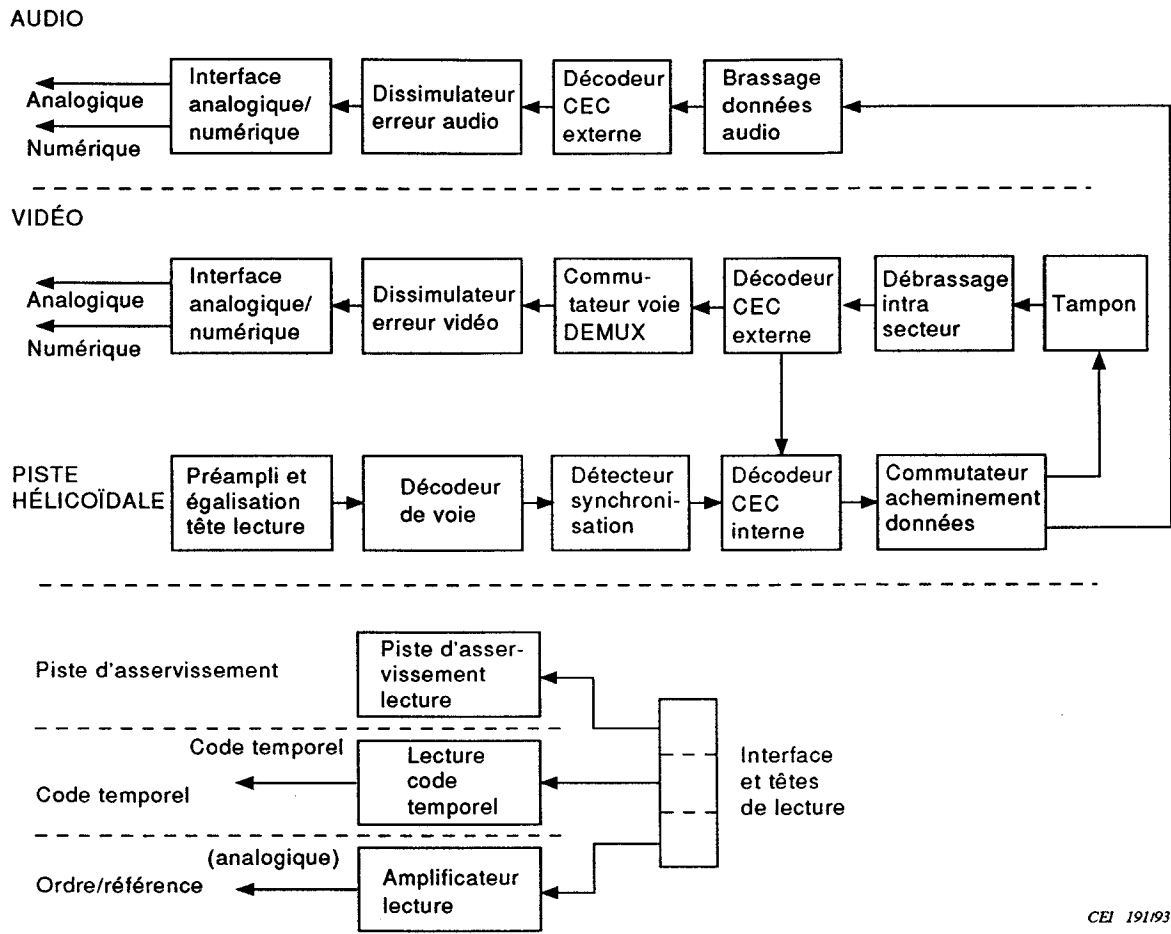 AUDIO
Analogique
Numérique
Interface
analogique/
numérique
Dissimulateur
erreur audio
Décodeur
CEC
externe
Brassage
données
audio
VIDÉO
Analogique
Numérique
Interface
analogique/
numérique
Dissimulateur
erreur vidéo
Commu-
tateur voie
DEMUX
Décodeur
CEC
externe
Débrassage
intra
secteur
Tampon
PISTE
HÉLICOÏDALE
Préampli et
égalisation
tête lecture
Décodeur
de voie
Détecteur
synchroni-
sation
Décodeur
CEC
interne
Commutateur
acheminement
données
Piste d'asservissement
Piste d'asser-
vissement
lecture
Code temporel
Code temporel
Lecture
code
temporel
Interface
et têtes
de lecture
(analogique)
Ordre/référence
Amplificateur
lecture
CEI 191/93